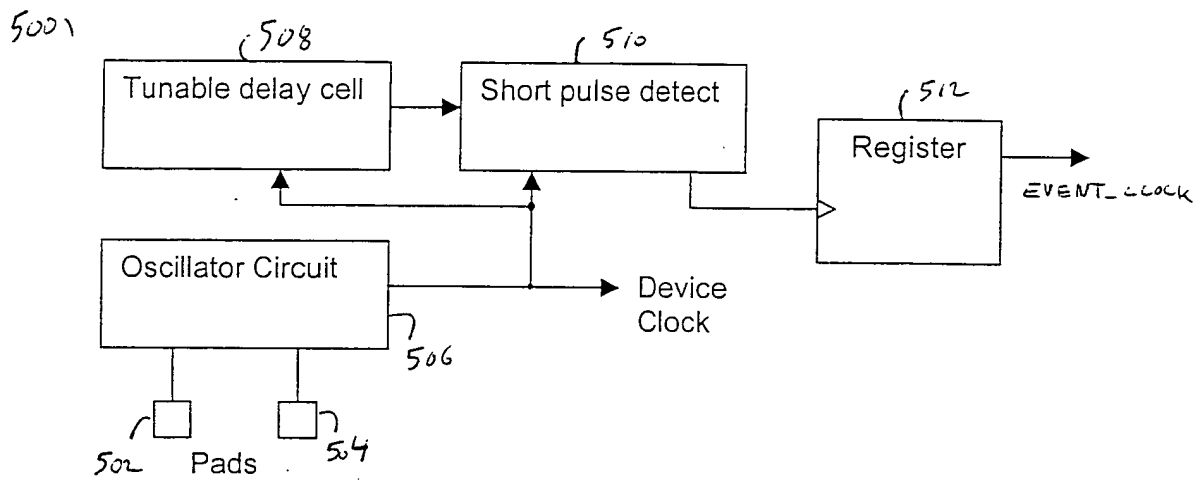 500
508
510
Tunable delay cell
Short pulse detect
512
Register
EVENT_CLOCK
Oscillator Circuit
Device
Clock
506
502
504
Pads